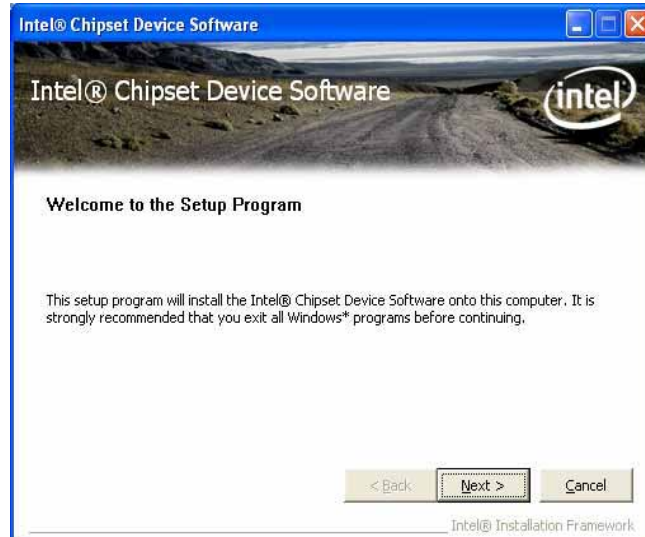 Intel® Chipset Device Software
Intel® Chipset Device Software
intel
Welcome to the Setup Program
This setup program will install the Intel® Chipset Device Software onto this computer. It is
strongly recommended that you exit all Windows* programs before continuing.
< Back
Next >
Cancel
Intel® Installation Framework